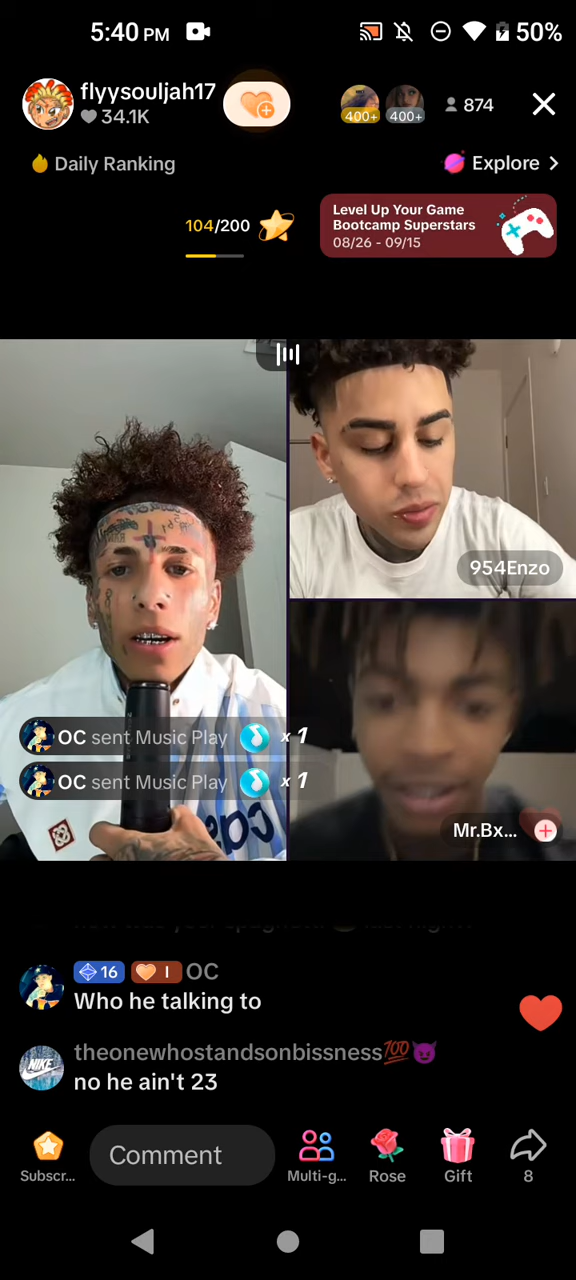 5:40 PM
50%
flyysouljah17
34.1K
400+
400+
874
Daily Ranking
Explore >
104/200
Level Up Your Game
Bootcamp Superstars
08/26 - 09/15
954Enzo
OC sent Music Play x 1
OC sent Music Play x 1
Mr.Bx...
16 I OC
Who he talking to
NIKE
theonewhostandsonbissness💯😈
no he ain't 23
Subscr...
Comment
Multi-g...
Rose
Gift
8